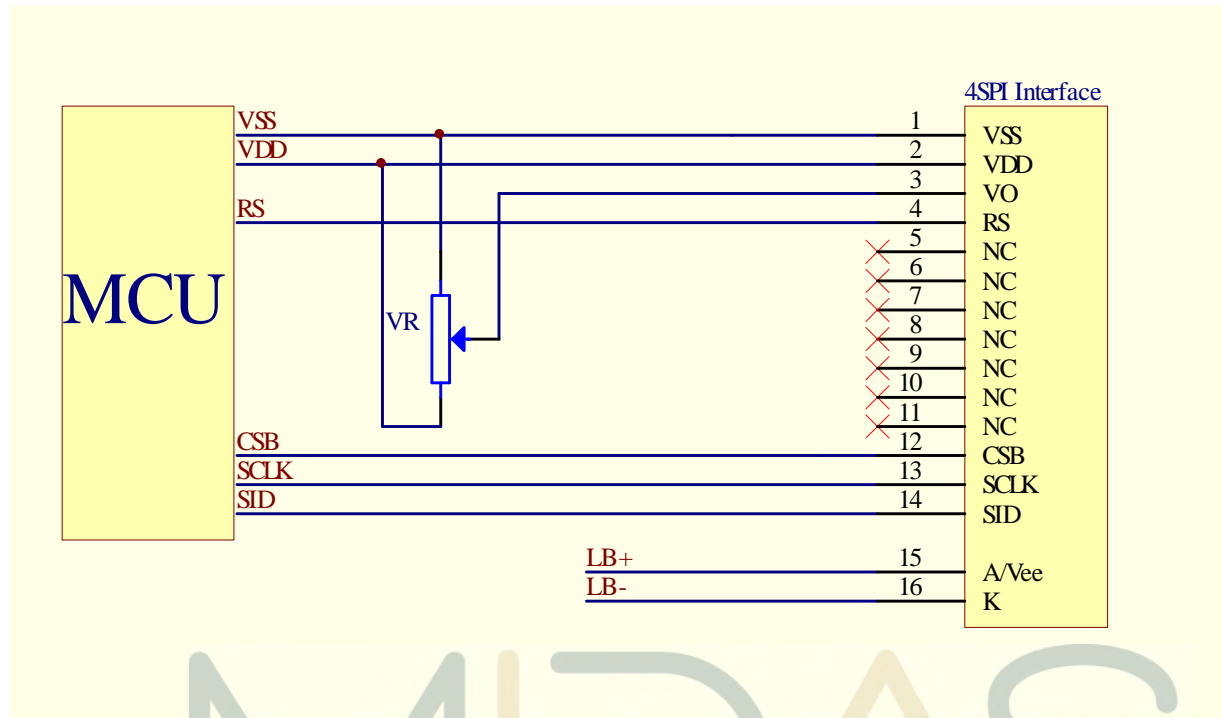 4SPI Interface
VSS 1 VSS
VDD 2 VDD
3 VO
RS 4 RS
5 NC
6 NC
MCU 7 NC
VR 8 NC
9 NC
10 NC
11 NC
CSB 12 CSB
SCLK 13 SCLK
SID 14 SID
LB+ 15 A/Vee
LB- 16 K
MIDAS